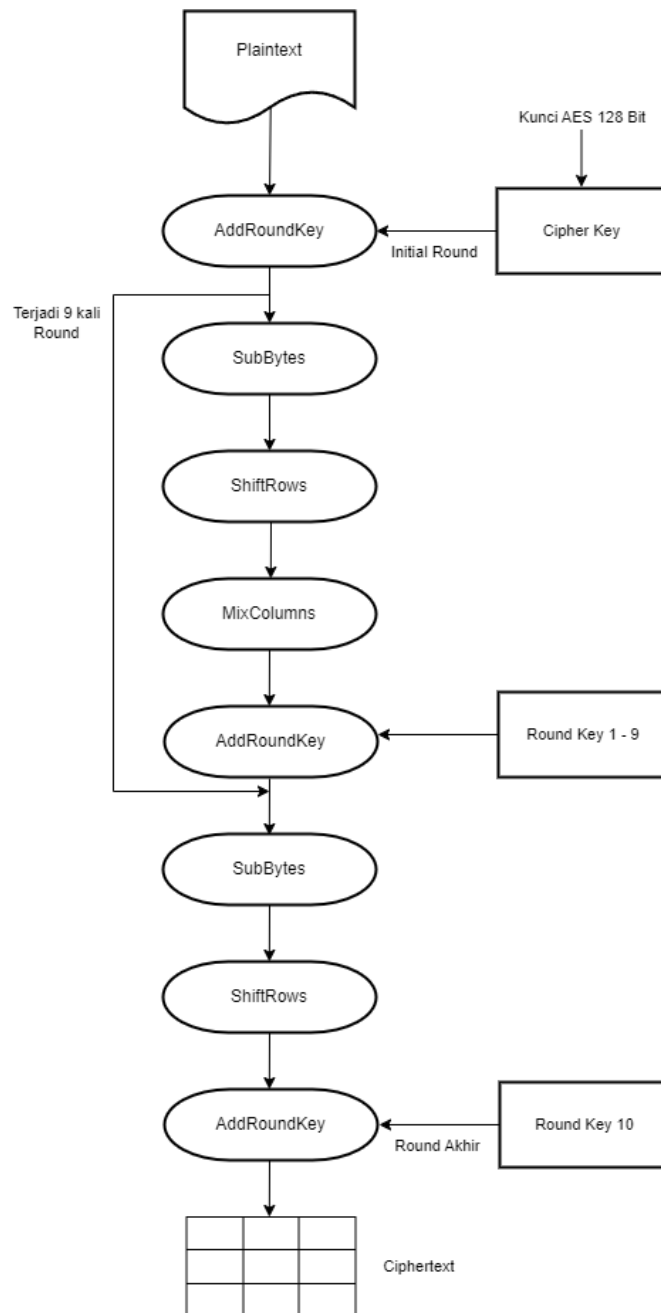 Plaintext
Kunci AES 128 Bit
AddRoundKey
Initial Round
Cipher Key
Terjadi 9 kali
Round
SubBytes
ShiftRows
MixColumns
AddRoundKey
Round Key 1 - 9
SubBytes
ShiftRows
AddRoundKey
Round Akhir
Round Key 10
Ciphertext